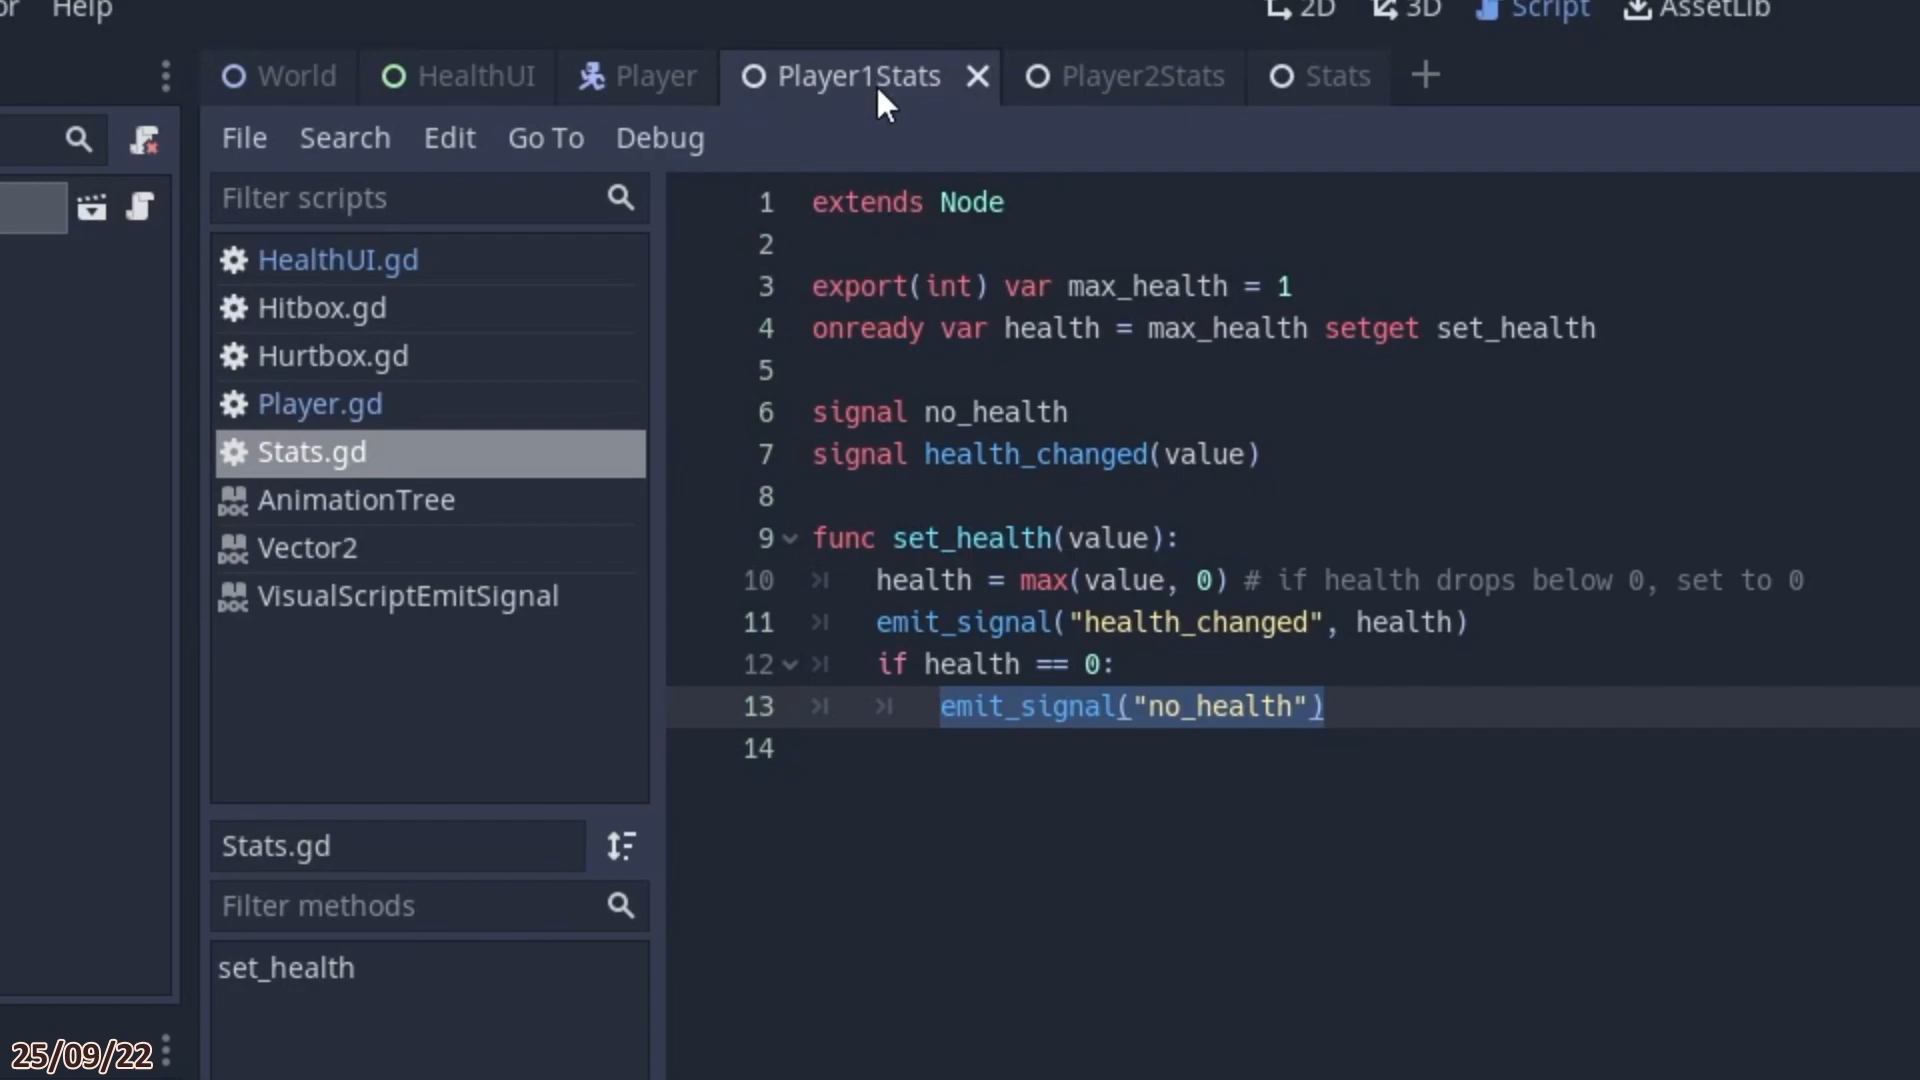 or Help
2D 3D Script AssetLib
World HealthUI Player Player1Stats Player2Stats Stats
File Search Edit Go To Debug
Filter scripts
HealthUI.gd
Hitbox.gd
Hurtbox.gd
Player.gd
Stats.gd
DOC AnimationTree
DOC Vector2
DOC VisualScriptEmitSignal
Stats.gd
Filter methods
set_health
1 extends Node
2
3 export(int) var max_health = 1
4 onready var health = max_health setget set_health
5
6 signal no_health
7 signal health_changed(value)
8
9 func set_health(value):
10 health = max(value, 0) # if health drops below 0, set to 0
11 emit_signal("health_changed", health)
12 if health == 0:
13 emit_signal("no_health")
14
25/09/22